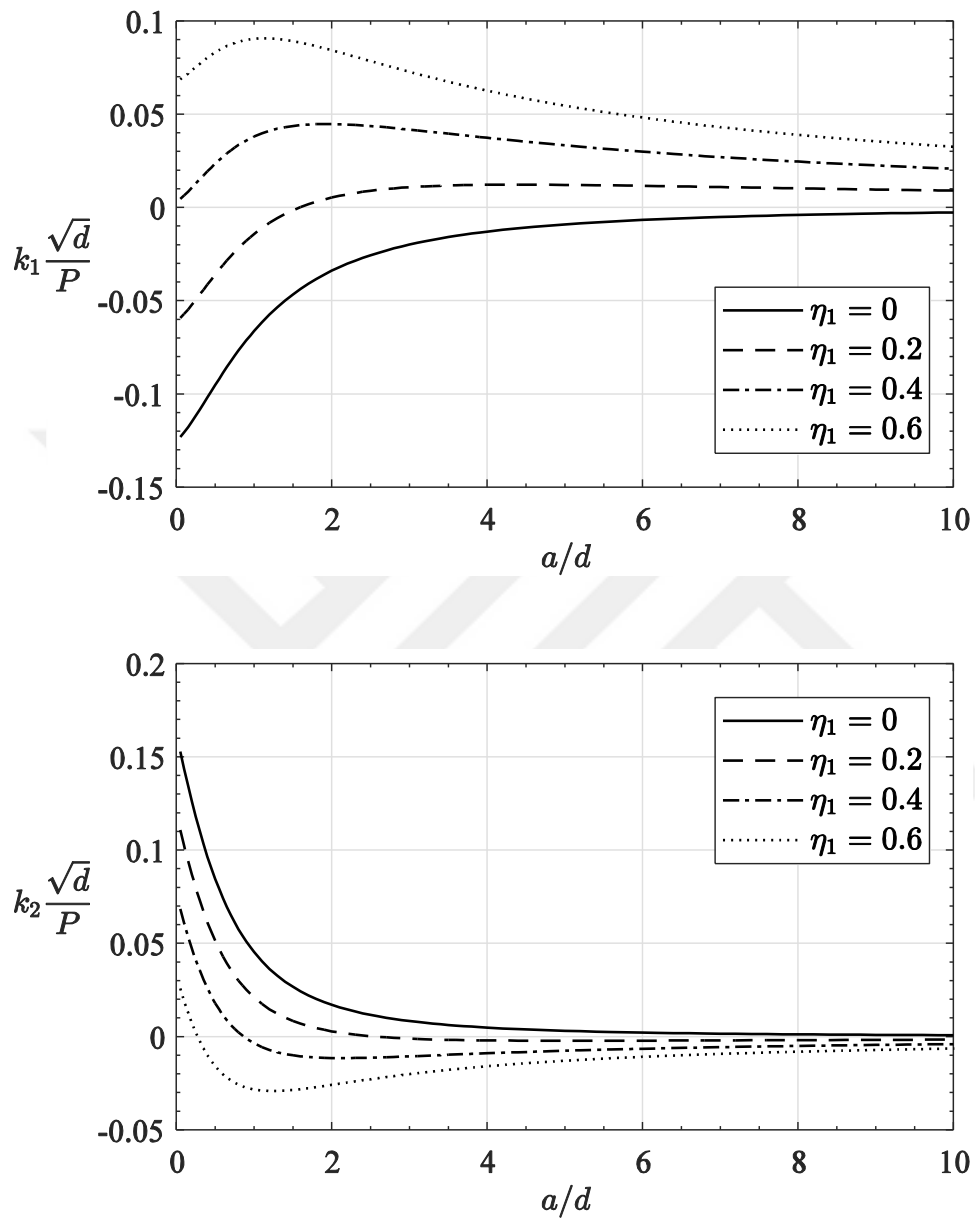 0.1
0.05
0
-0.05
-0.1
-0.15
k₁ √d/P
η₁ = 0
η₁ = 0.2
η₁ = 0.4
η₁ = 0.6
0 2 4 6 8 10
a/d
0.2
0.15
0.1
0.05
0
-0.05
k₂ √d/P
η₁ = 0
η₁ = 0.2
η₁ = 0.4
η₁ = 0.6
0 2 4 6 8 10
a/d